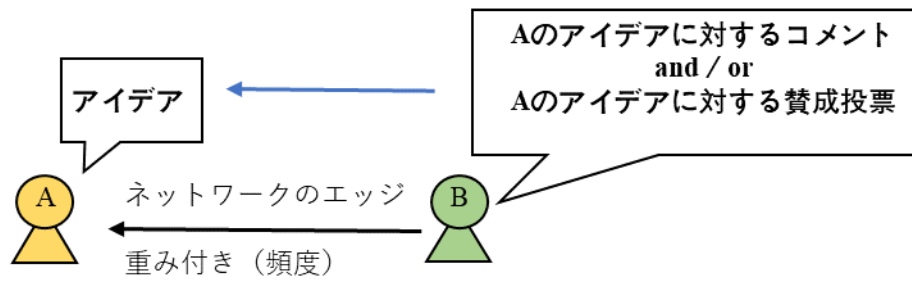 Aのアイデアに対するコメント
and / or
Aのアイデアに対する賛成投票
アイデア
A
ネットワークのエッジ
B
重み付き（頻度）